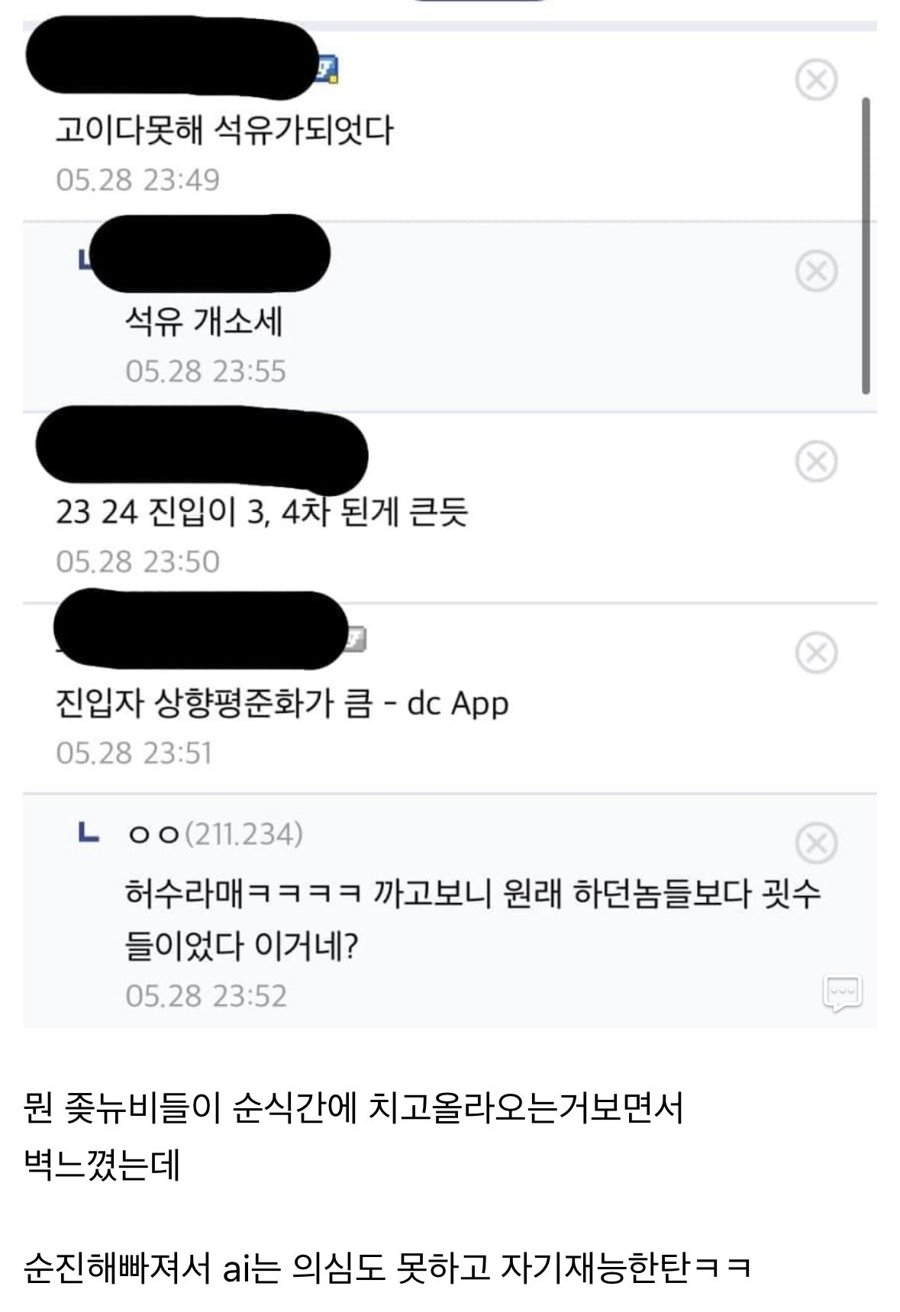 고이다못해 석유가되엇다
05.28 23:49
석유 개소세
05.28 23:55
23 24 진입이 3, 4차 된게 큰듯
05.28 23:50
진입자 상향평준화가 큼 - dc App
05.28 23:51
ㅇㅇ(211.234)
허수라매ㅋㅋㅋㅋ 까고보니 원래 하던놈들보다 괹수
들이었다 이거네?
05.28 23:52
뭔 좆뉴비들이 순식간에 치고올라오는거보면서
벽느꼈는데
순진해빠져서 ai는 의심도 못하고 자기재능한탄ㅋㅋ